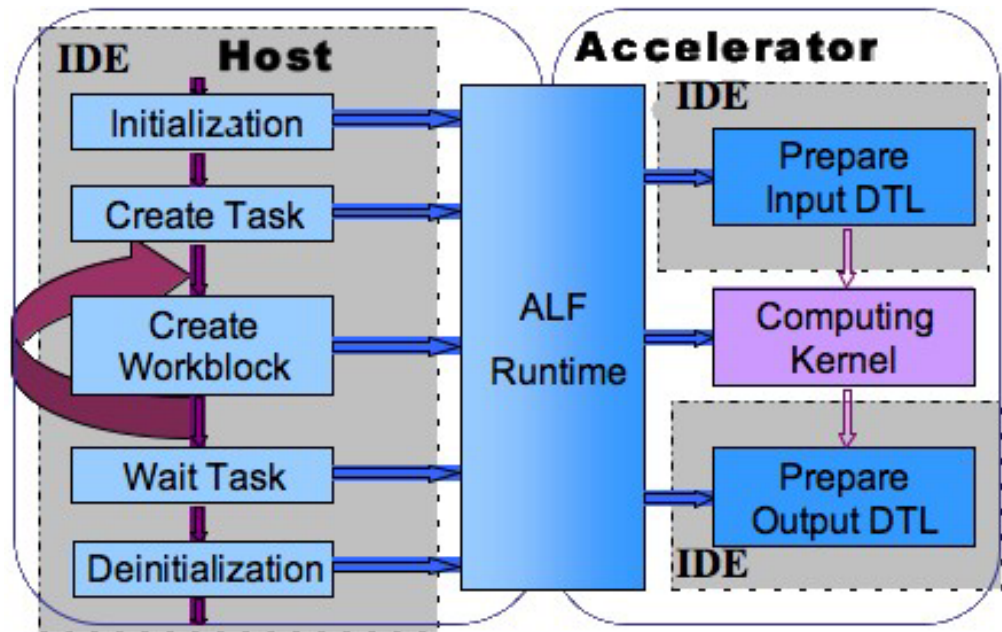 IDE
Host
Initialization
Create Task
Create
Workblock
Wait Task
Deinitialization
ALF
Runtime
Accelerator
IDE
Prepare
Input DTL
Computing
Kernel
Prepare
Output DTL
IDE